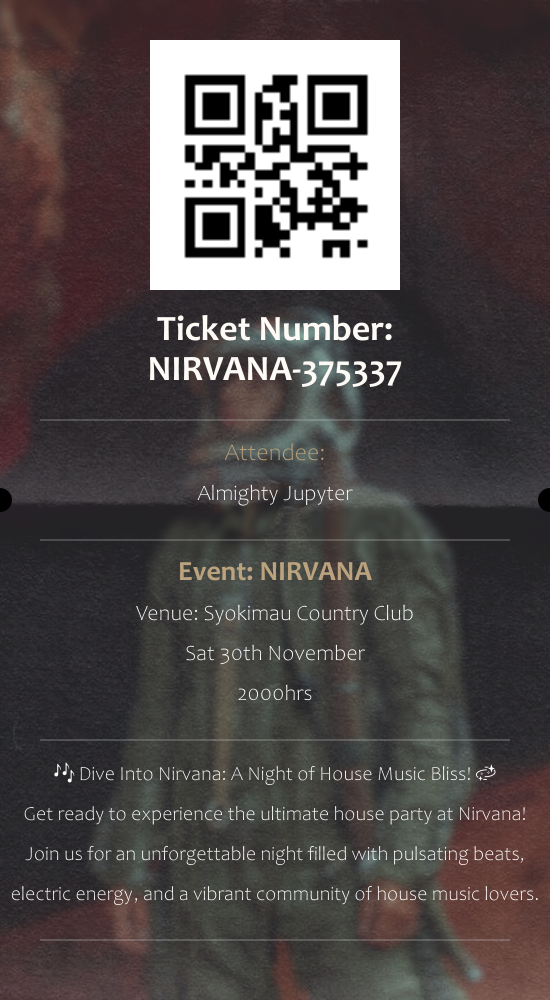 Ticket Number:
NIRVANA-375337
Attendee:
Almighty Jupyter
Event: NIRVANA
Venue: Syokimau Country Club
Sat 30th November
2000hrs
🎶 Dive Into Nirvana: A Night of House Music Bliss! 💫
Get ready to experience the ultimate house party at Nirvana!
Join us for an unforgettable night filled with pulsating beats,
electric energy, and a vibrant community of house music lovers.